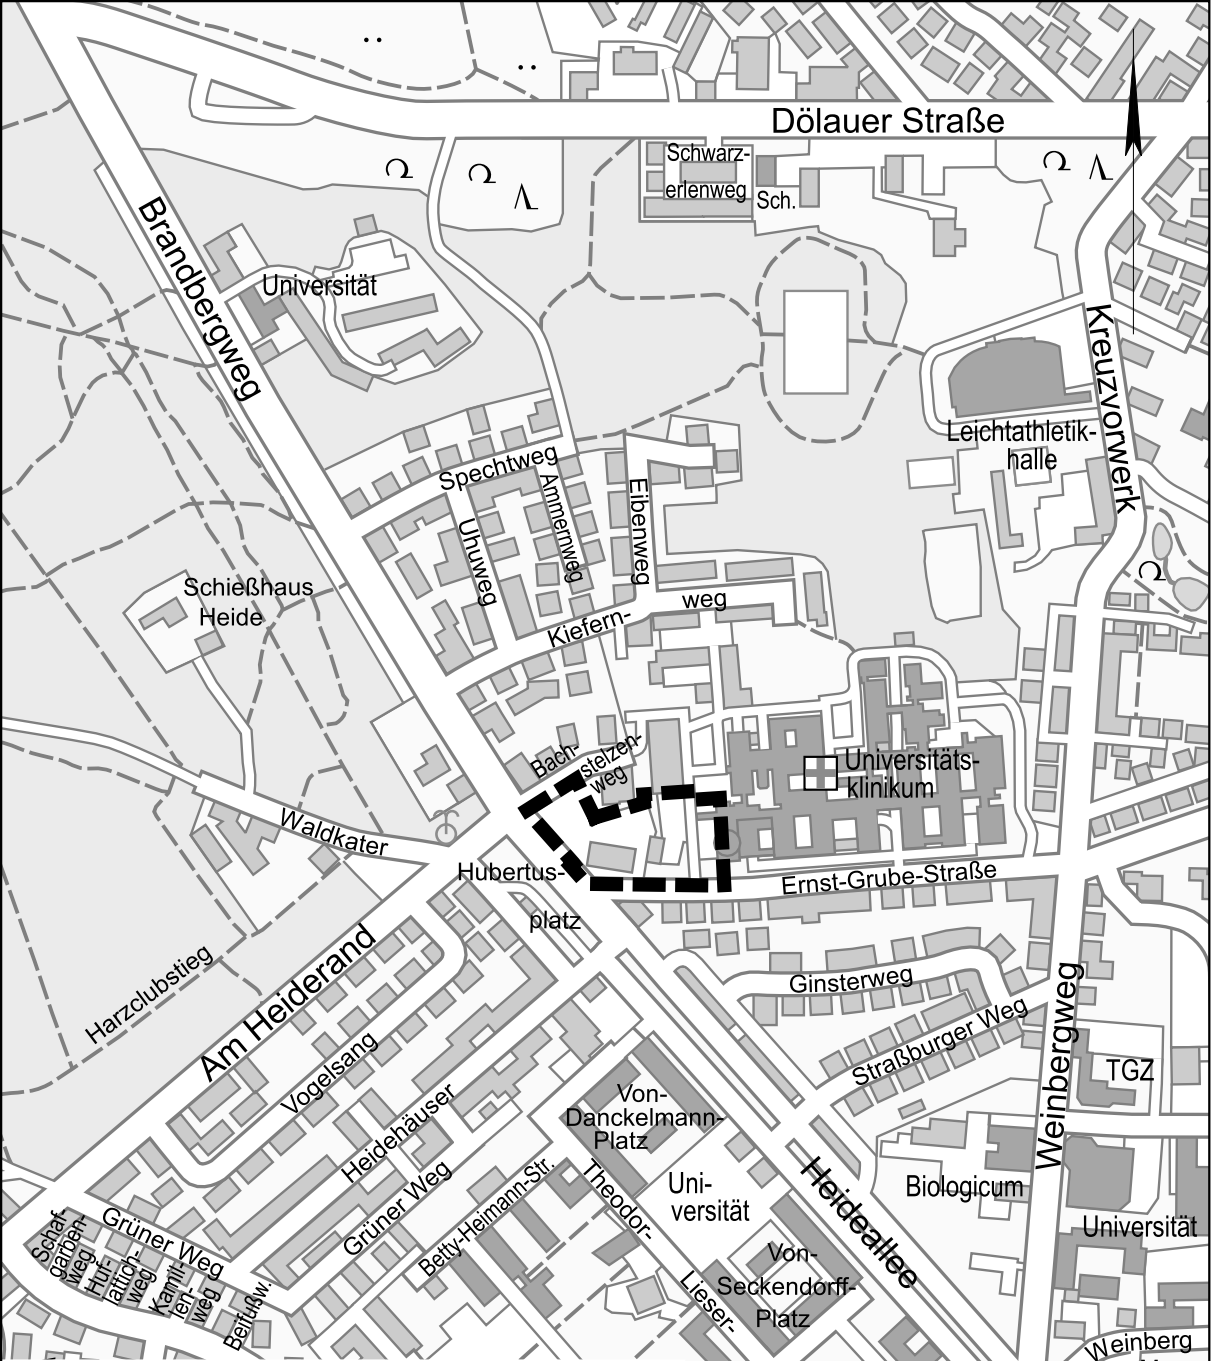 Dölauer Straße
Schwarz-
erlenweg
Sch.
Brandbergweg
Universität
Kreuzvorwerk
Leichtathletik-
halle
Spechtweg
Ammernweg
Uhuweg
Eibenweg
Kiefern-
weg
Schießhaus
Heide
Bach-
stelzen-
weg
Universitäts-
klinikum
Waldkater
Hubertus-
platz
Ernst-Grube-Straße
Harzclubstieg
Am Heiderand
Vogelsang
Ginsterweg
Straßburger Weg
Weinbergweg
TGZ
Heidehäuser
Grüner Weg
Von-
Danckelmann-
Platz
Betty-Heimann-Str.
Theodor-
Lieser-
Uni-
versität
Heideallee
Biologicum
Universität
Von-
Seckendorff-
Platz
Grüner Weg
Schaf-
garben-
weg
Huf-
lattich-
weg
Kamil-
len-
weg
Beifußw.
Weinberg